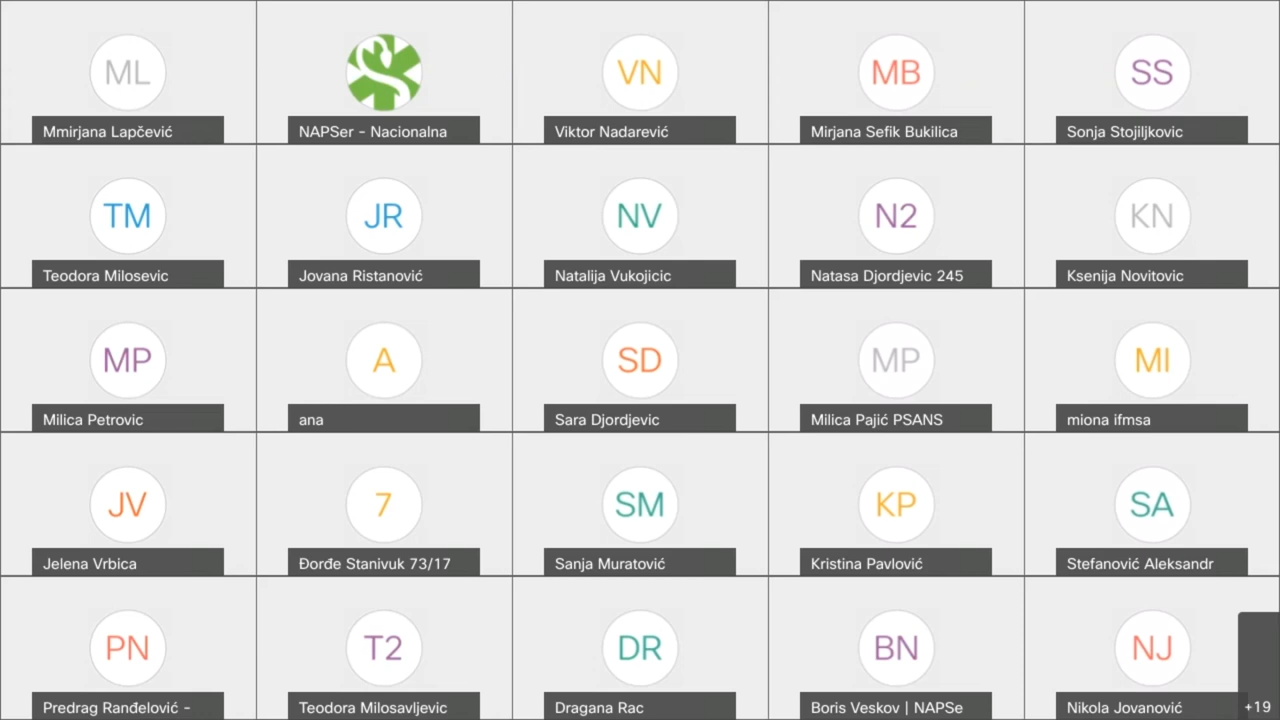 ML
Mmirjana Lapčević
NAPSer - Nacionalna
VN
Viktor Nadarević
MB
Mirjana Sefik Bukilica
SS
Sonja Stojiljkovic
TM
Teodora Milosevic
JR
Jovana Ristanović
NV
Natalija Vukojicic
N2
Natasa Djordjevic 245
KN
Ksenija Novitovic
MP
Milica Petrovic
A
ana
SD
Sara Djordjevic
MP
Milica Pajić PSANS
MI
miona ifmsa
JV
Jelena Vrbica
7
Đorđe Stanivuk 73/17
SM
Sanja Muratović
KP
Kristina Pavlović
SA
Stefanović Aleksandr
PN
Predrag Ranđelović -
T2
Teodora Milosavljevic
DR
Dragana Rac
BN
Boris Veskov | NAPSe
NJ
Nikola Jovanović
+19